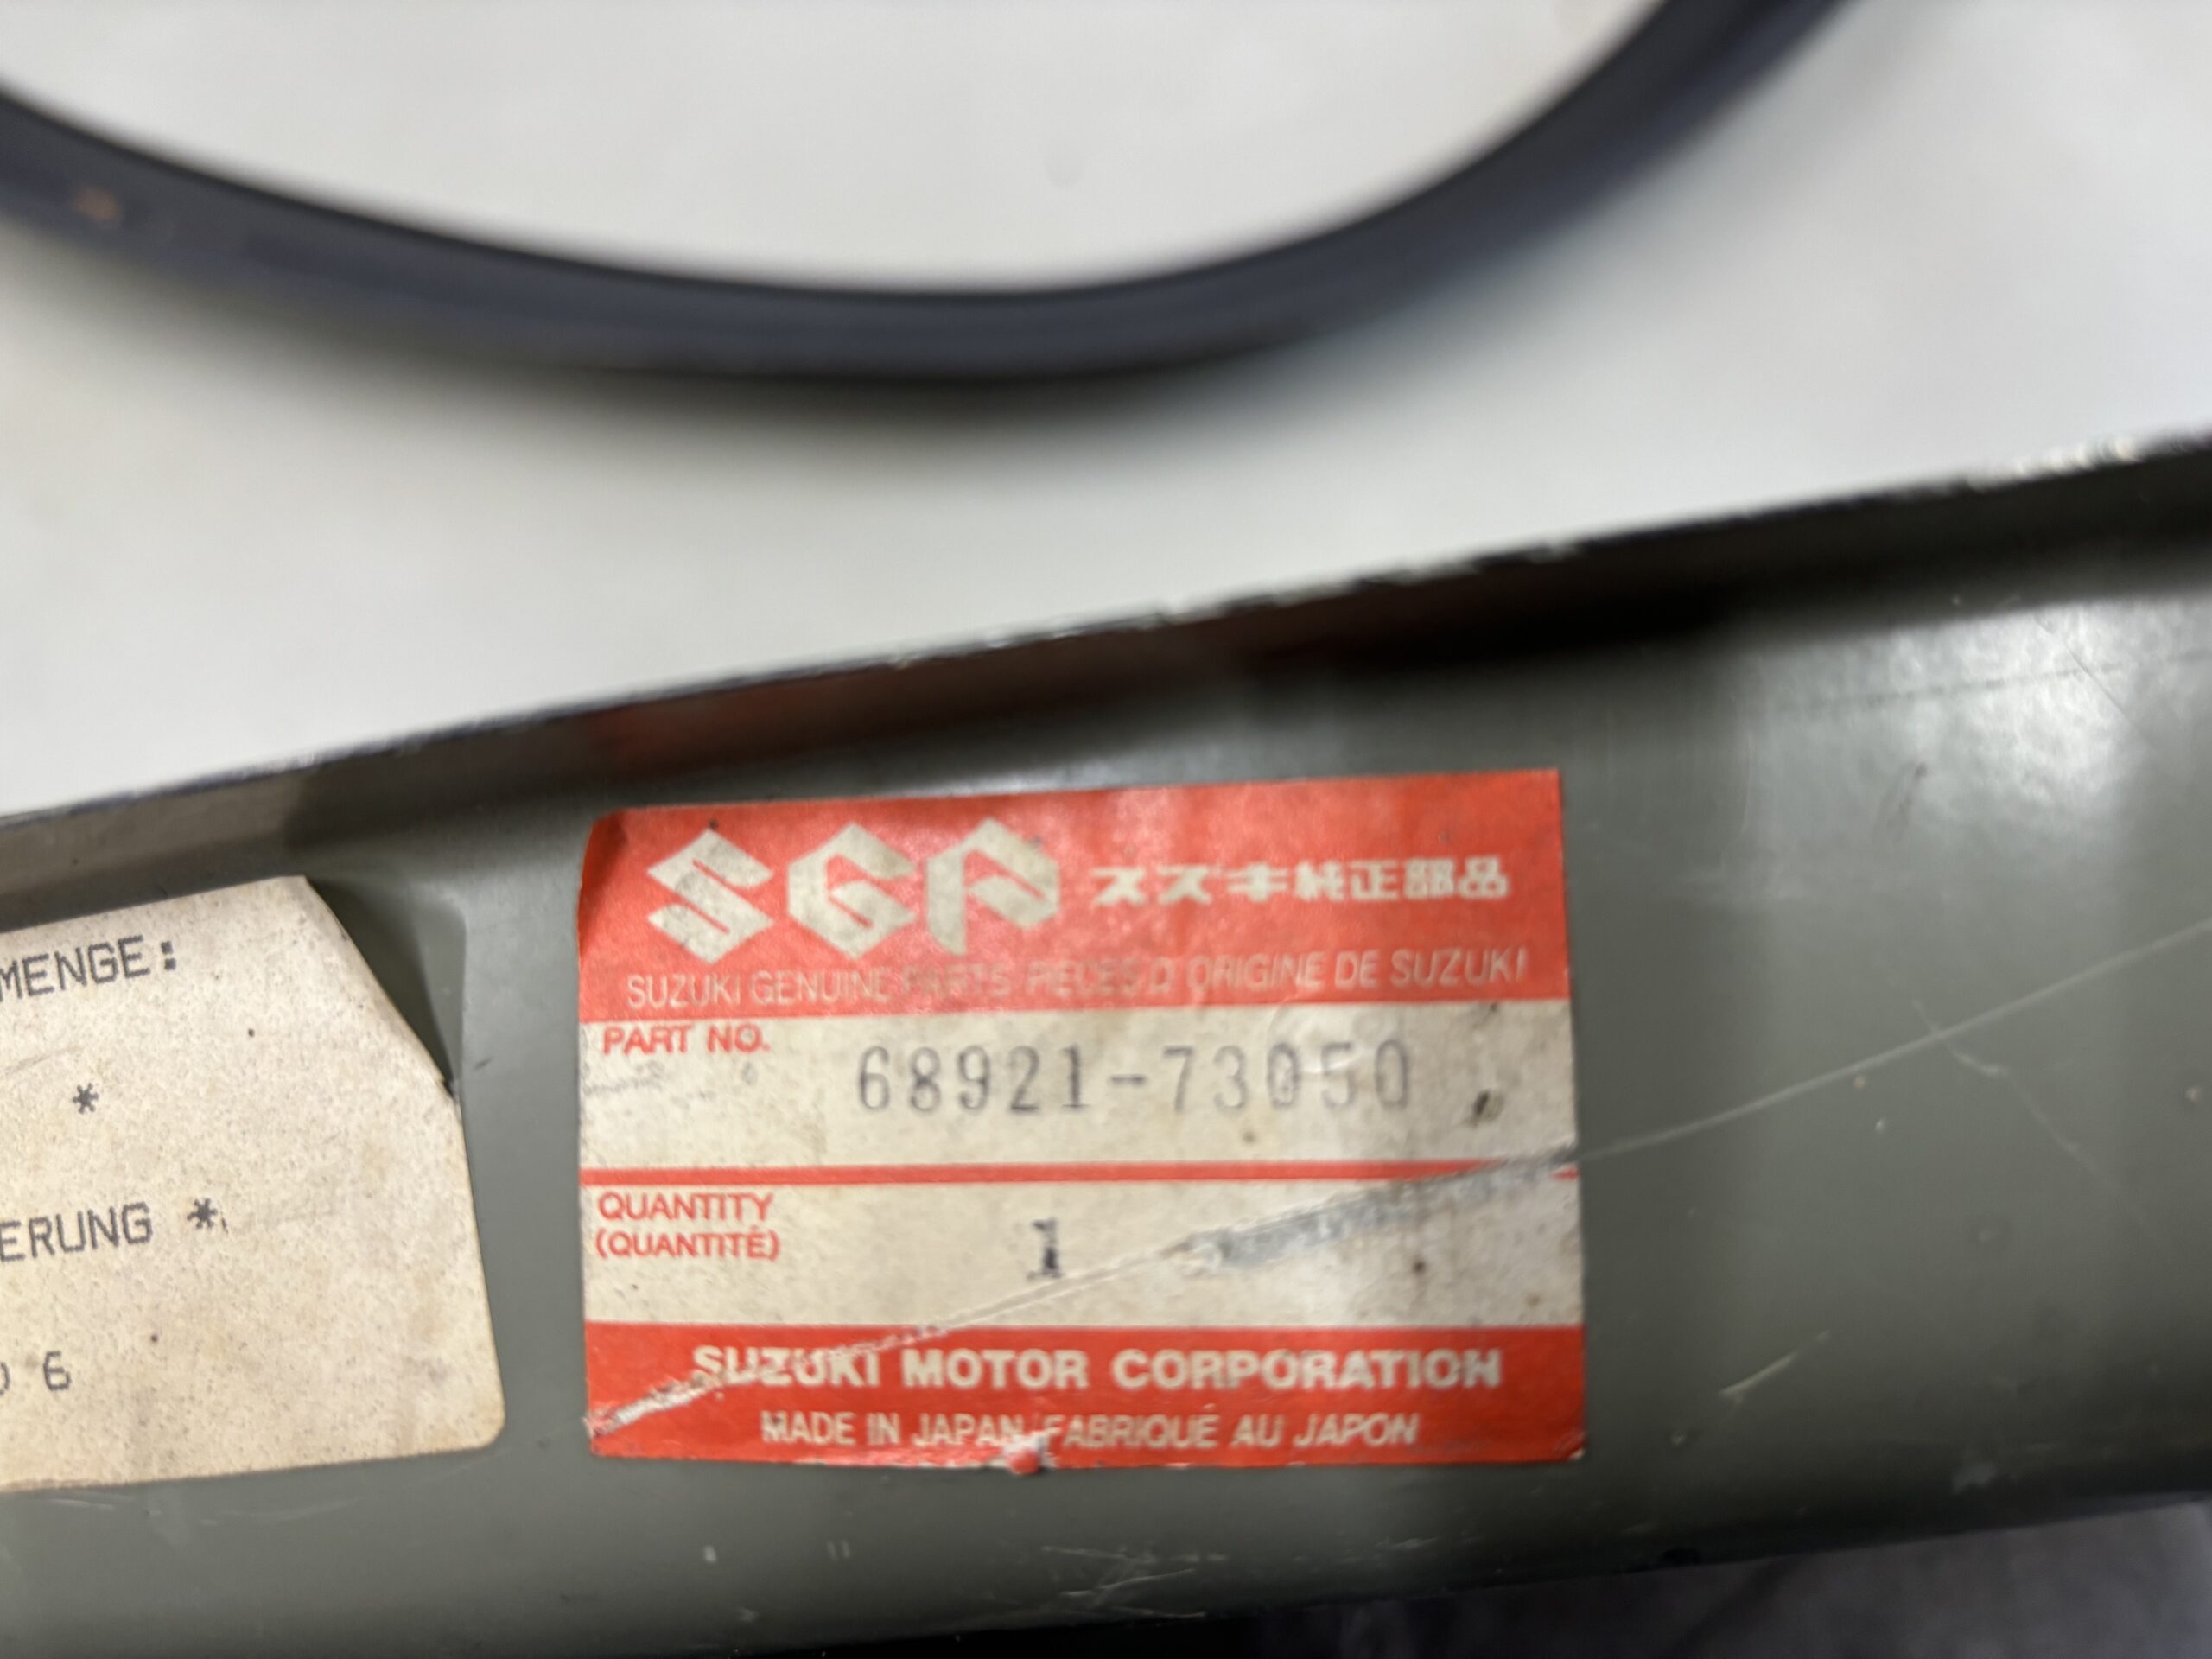 MENGE:
*
ERUNG *
6
SGP スズキ純正部品
SUZUKI GENUINE PARTS PIECES D'ORIGINE DE SUZUKI
PART NO.
68921-73050
QUANTITY
(QUANTITÉ)
1
SUZUKI MOTOR CORPORATION
MADE IN JAPAN/FABRIQUÉ AU JAPON